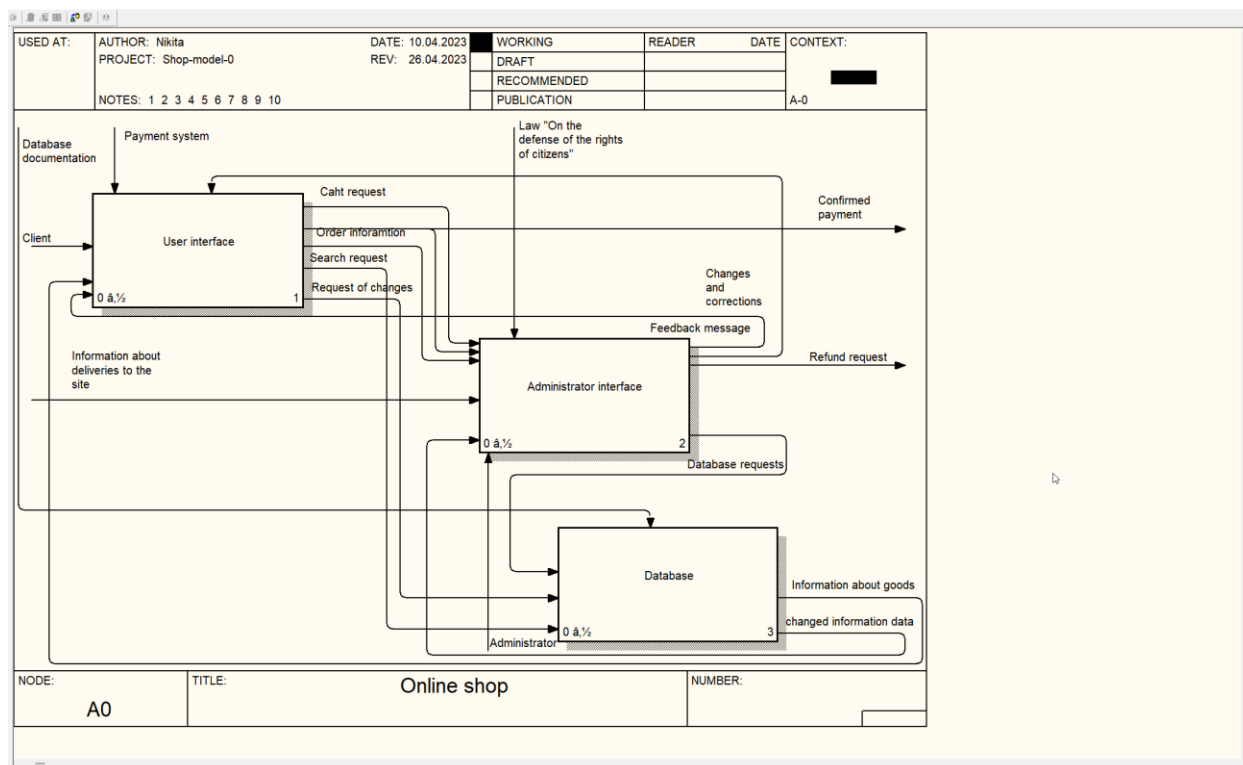 USED AT:
AUTHOR: Nikita
DATE: 10.04.2023
WORKING
READER
DATE
CONTEXT:
PROJECT: Shop-model-0
REV: 26.04.2023
DRAFT
RECOMMENDED
NOTES: 1 2 3 4 5 6 7 8 9 10
PUBLICATION
A-0
Database
documentation
Payment system
Law "On the
defense of the rights
of citizens"
Caht request
Confirmed
payment
Client
User interface
Order inforamtion
Search request
Request of changes
0 â‚½
1
Changes
and
corrections
Feedback message
Information about
deliveries to the
site
Refund request
Administrator interface
0 â‚½
2
Database requests
Database
Information about goods
changed information data
0 â‚½
3
Administrator
NODE:
TITLE:
Online shop
NUMBER:
A0